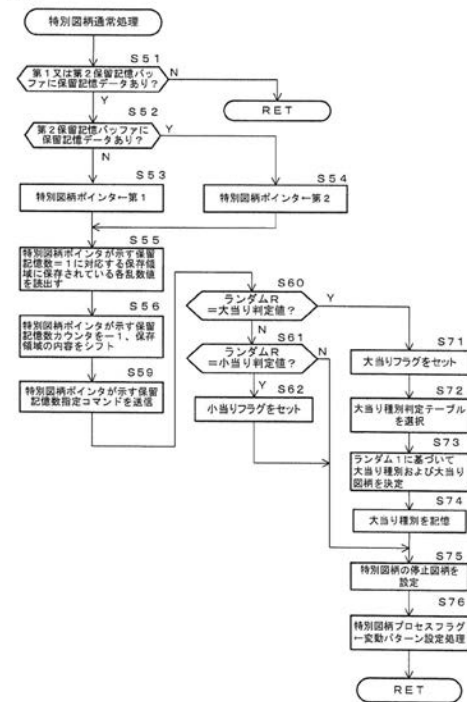 特別図柄通常処理
S51
第1又は第2保留記憶バッ
ファに保留記憶データあり?
N
Y
RET
S52
第2保留記憶バッファに
保留記憶データあり?
Y
N
S53
特別図柄ポインタ−第1
S54
特別図柄ポインタ−第2
S55
特別図柄ポインタが示す保留
記憶数=1に対応する保存領
域に保存されている各乱数値
を読出す
S56
特別図柄ポインタが示す保留
記憶数カウンタを−1、保存
領域の内容をシフト
S59
特別図柄ポインタが示す保留
記憶数指定コマンドを送信
S60
ランダムR
=大当り判定値?
Y
N
S61
ランダムR
=小当り判定値?
N
Y
S62
小当りフラグをセット
S71
大当りフラグをセット
S72
大当り種別判定テーブル
を選択
S73
ランダム1に基づいて
大当り種別および大当り
図柄を決定
S74
大当り種別を記憶
S75
特別図柄の停止図柄を
設定
S76
特別図柄プロセスフラグ
←変動パターン設定処理
RET